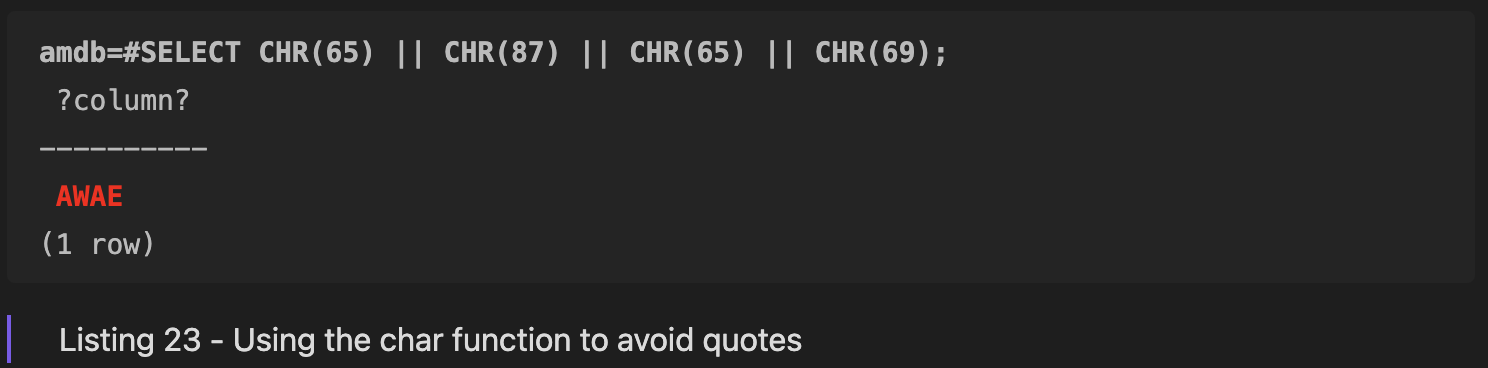 amdb=#SELECT CHR(65) || CHR(87) || CHR(65) || CHR(69);
?column?
----------
AWAE
(1 row)
Listing 23 - Using the char function to avoid quotes